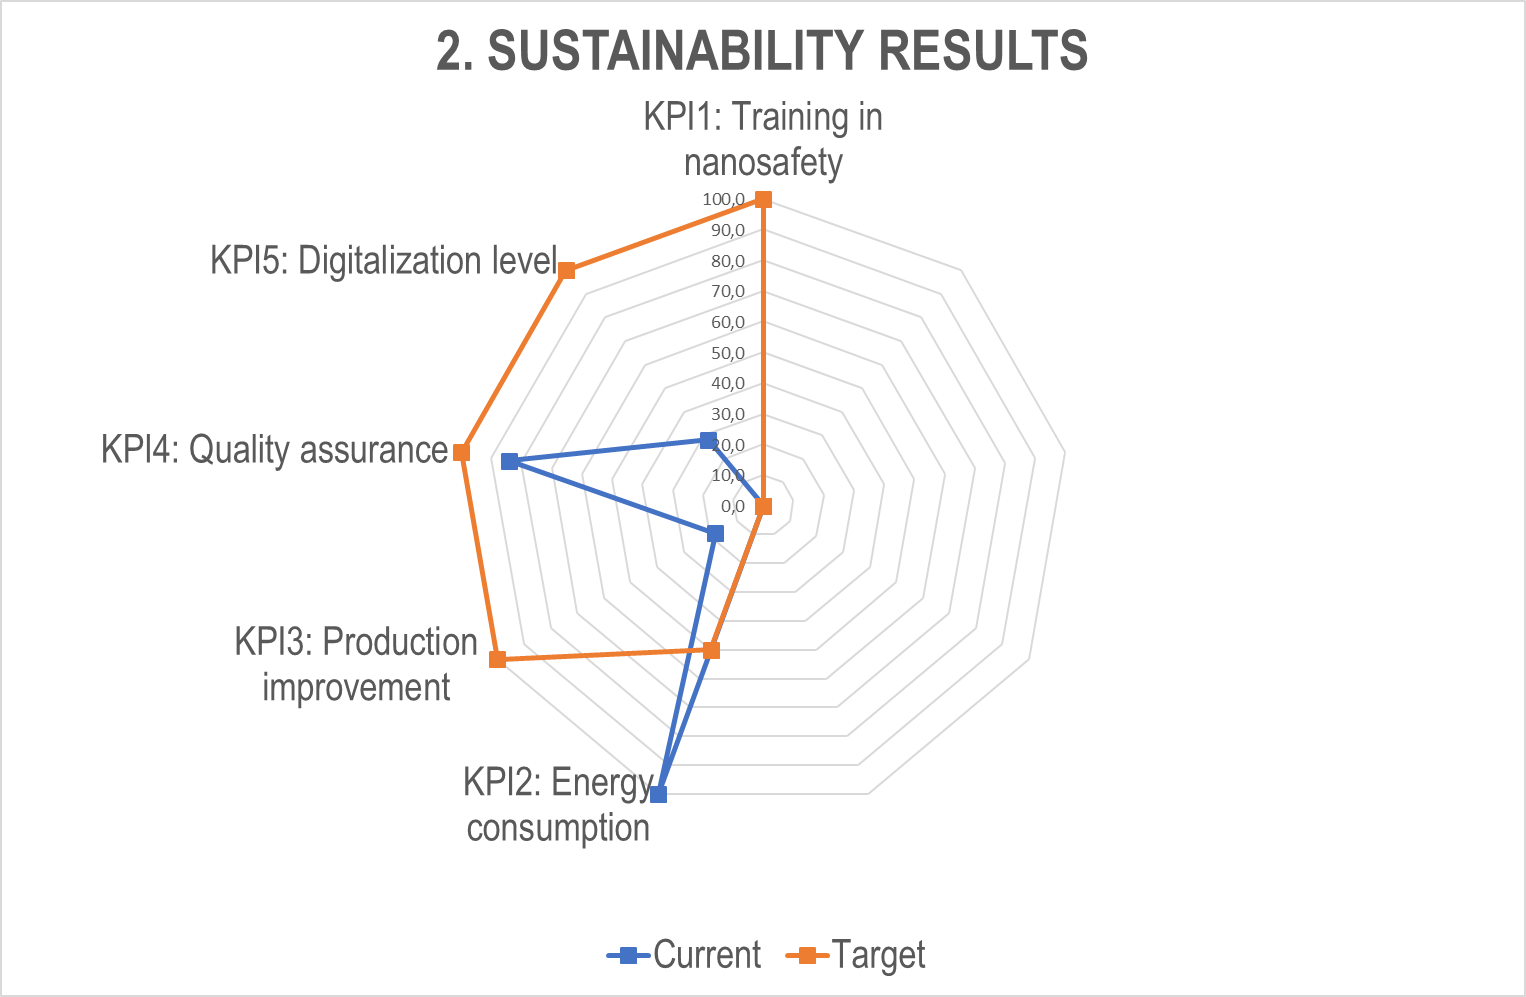 2. SUSTAINABILITY RESULTS
KPI1: Training in
nanosafety
100,0
90,0
80,0
70,0
60,0
50,0
40,0
30,0
20,0
10,0
0,0
KPI5: Digitalization level
KPI4: Quality assurance
KPI3: Production
improvement
KPI2: Energy
consumption
Current
Target